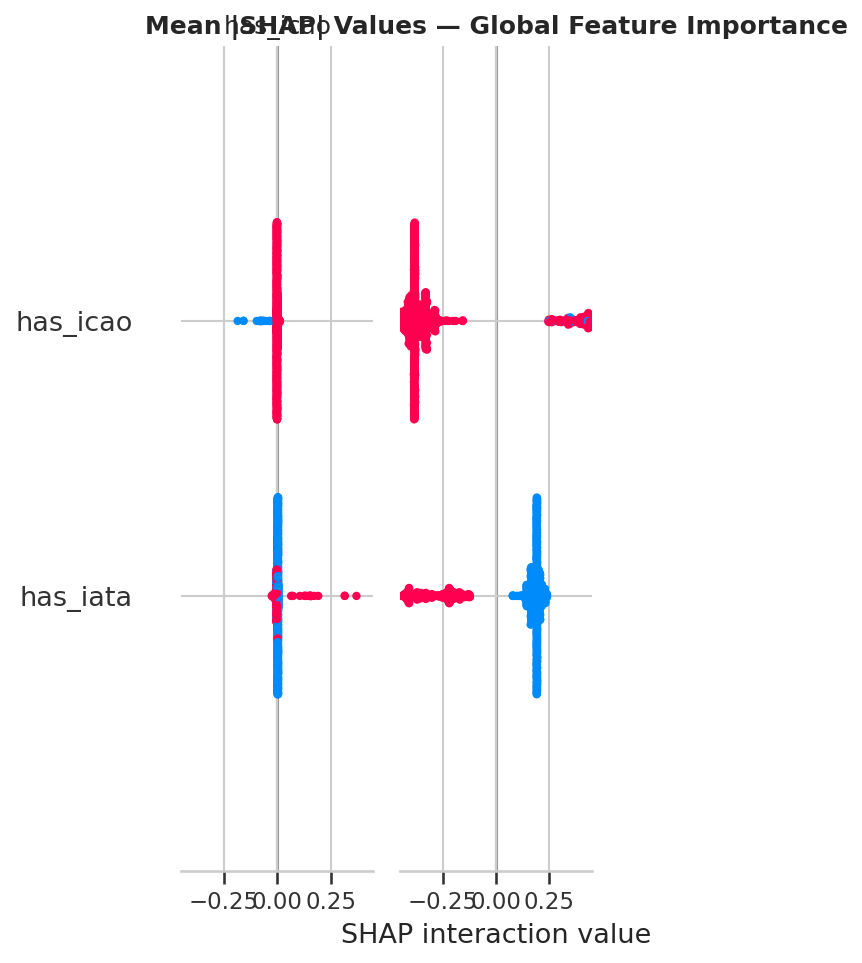 Mean |SHAP| Values — Global Feature Importance
has_icao
has_icao
has_iata
−0.25 0.00 0.25 −0.25 0.00 0.25
SHAP interaction value